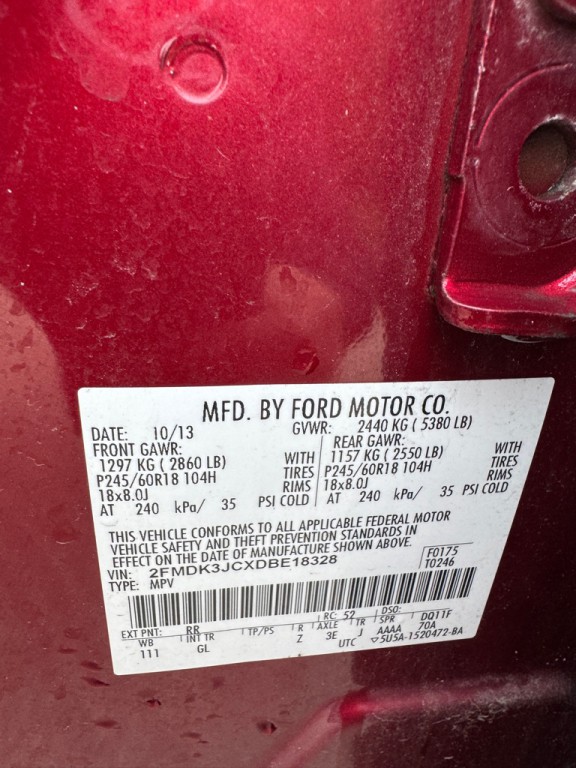 MFD. BY FORD MOTOR CO.
DATE: 10/13 GVWR: 2440 KG ( 5380 LB)
FRONT GAWR: REAR GAWR:
1297 KG ( 2860 LB) WITH 1157 KG ( 2550 LB) WITH
P245/60R18 104H TIRES P245/60R18 104H TIRES
18x8.0J RIMS 18x8.0J RIMS
AT 240 kPa/ 35 PSI COLD AT 240 kPa/ 35 PSI COLD
THIS VEHICLE CONFORMS TO ALL APPLICABLE FEDERAL MOTOR
VEHICLE SAFETY AND THEFT PREVENTION STANDARDS IN
EFFECT ON THE DATE OF MANUFACTURE SHOWN ABOVE.
VIN: 2FMDK3JCXDBE18328 F0175
TYPE: MPV T0246
EXT PNT: RR RC: 52 DSO:
WB INT TR TP/PS R AXLE TR SPR DQ11F
111 GL Z 3E J AAAA 70A
UTC ▽5U5A-1520472-BA